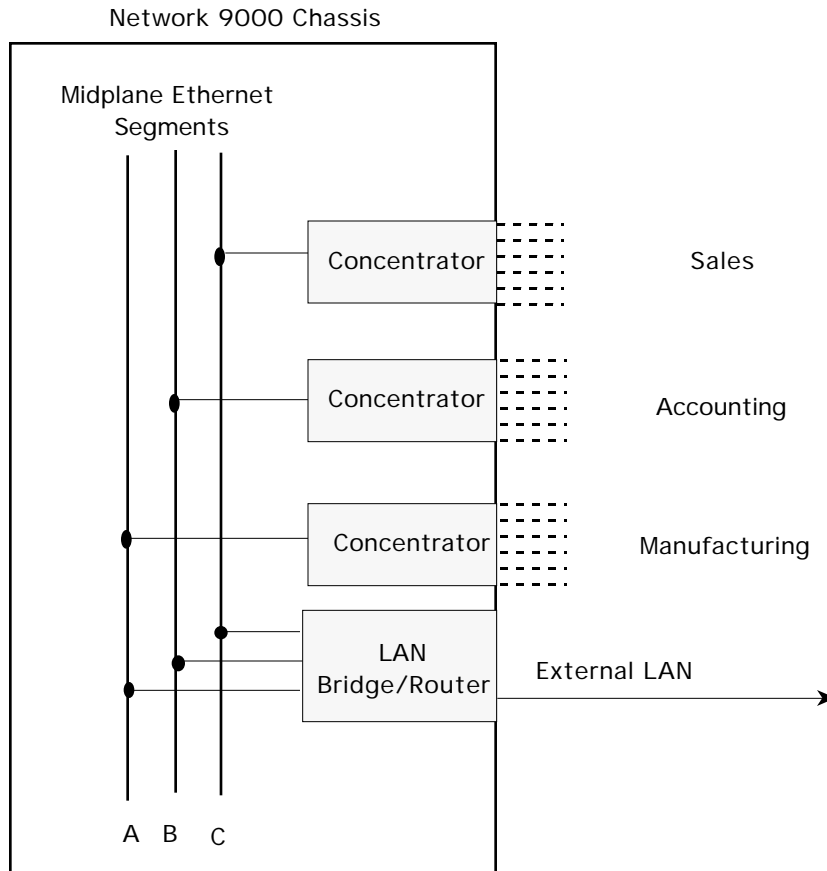 Network 9000 Chassis
Midplane Ethernet
Segments
Concentrator
Sales
Concentrator
Accounting
Concentrator
Manufacturing
LAN
Bridge/Router
External LAN
A
B
C